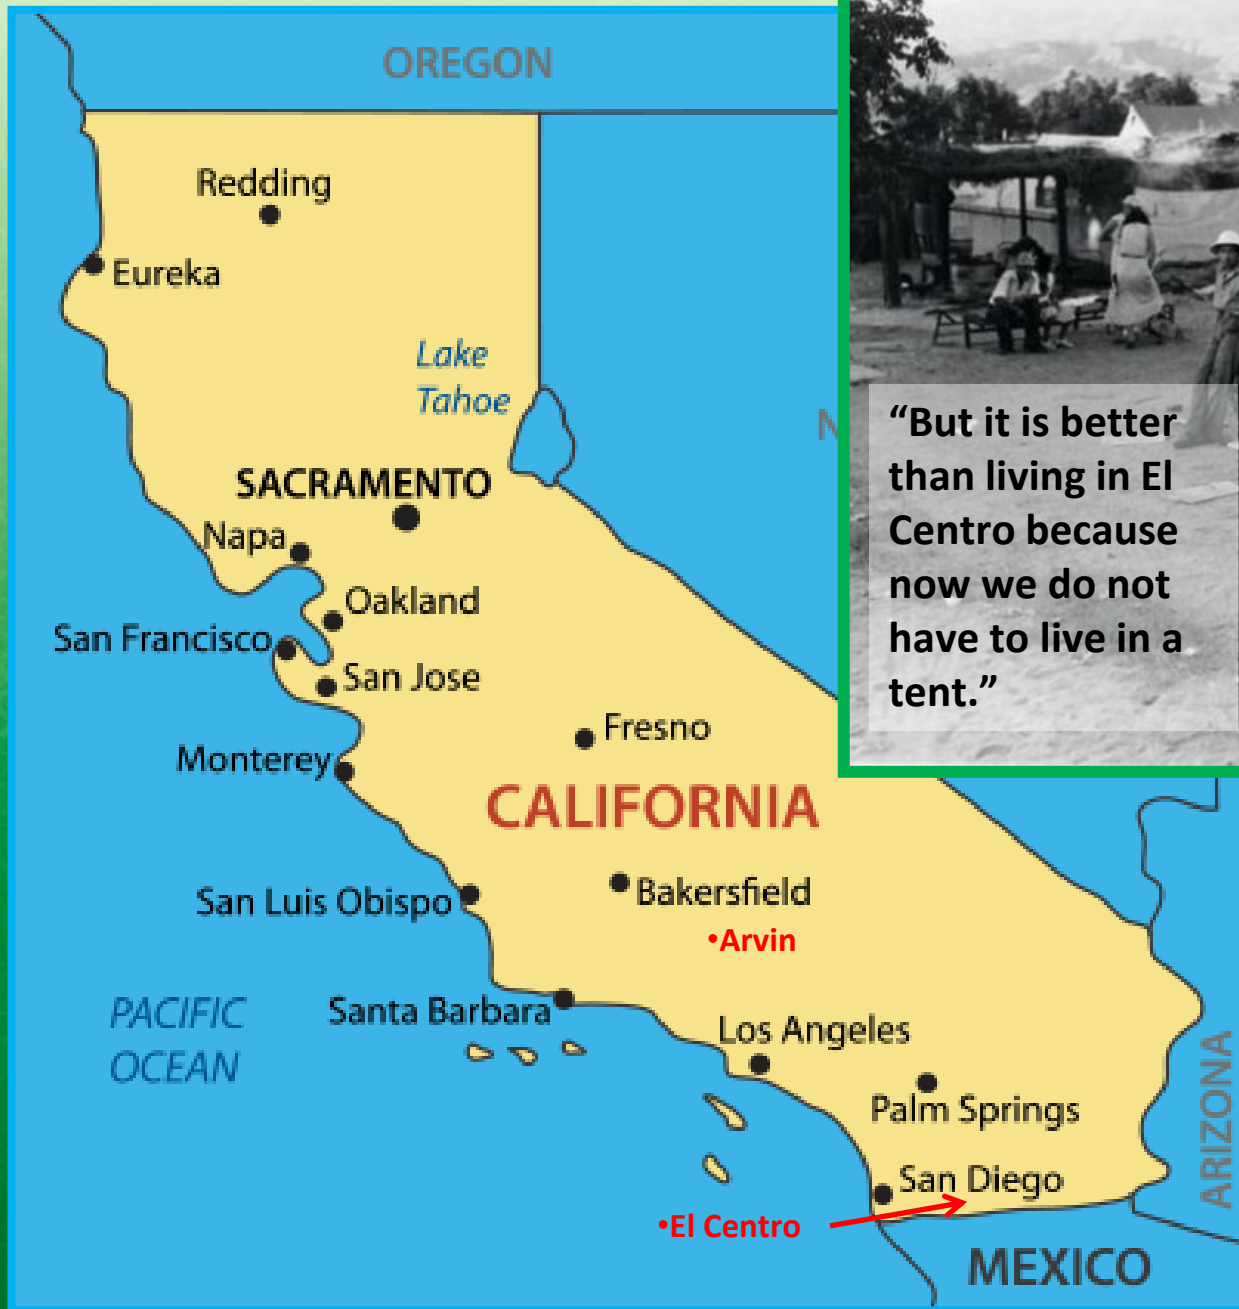 OREGON
Redding
Eureka
Lake
Tahoe
N
SACRAMENTO
Napa
Oakland
San Francisco
San Jose
Fresno
Monterey
CALIFORNIA
San Luis Obispo
Bakersfield
•Arvin
PACIFIC
OCEAN
Santa Barbara
Los Angeles
Palm Springs
ARIZONA
San Diego
•El Centro
MEXICO
“But it is better
than living in El
Centro because
now we do not
have to live in a
tent.”